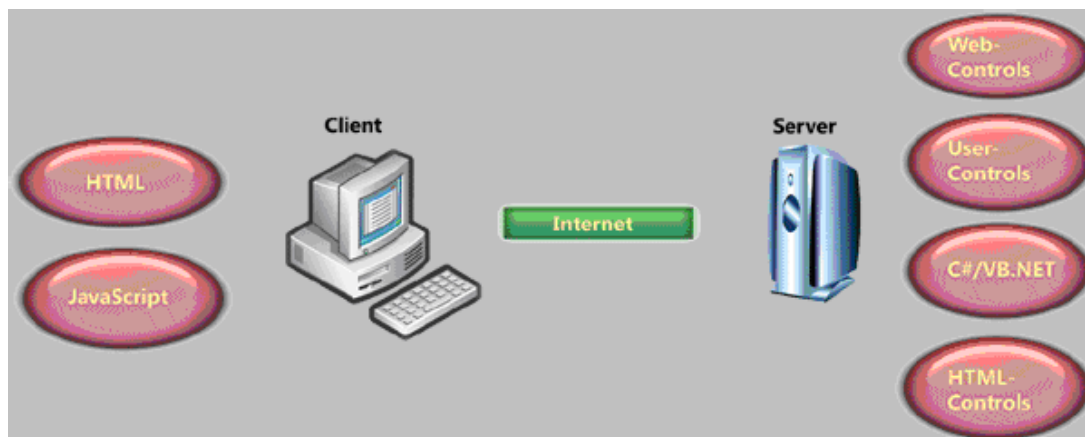 Client
HTML
JavaScript
Internet
Server
Web-
Controls
User-
Controls
C#/VB.NET
HTML-
Controls